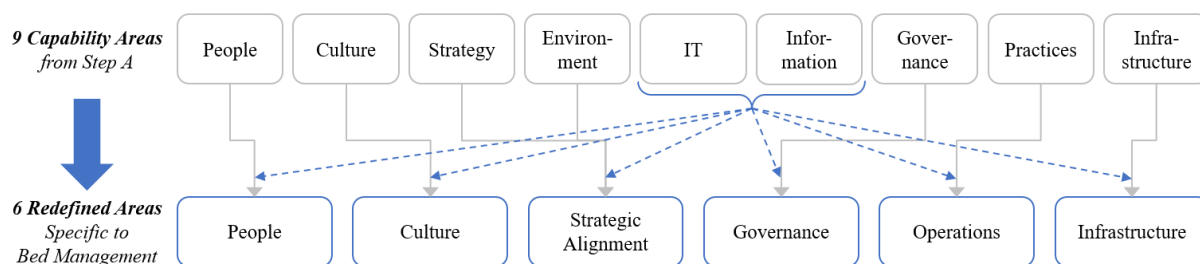 9 Capability Areas
from Step A
People
Culture
Strategy
Environ-
ment
IT
Infor-
mation
Gover-
nance
Practices
Infra-
structure
6 Redefined Areas
Specific to
Bed Management
People
Culture
Strategic
Alignment
Governance
Operations
Infrastructure